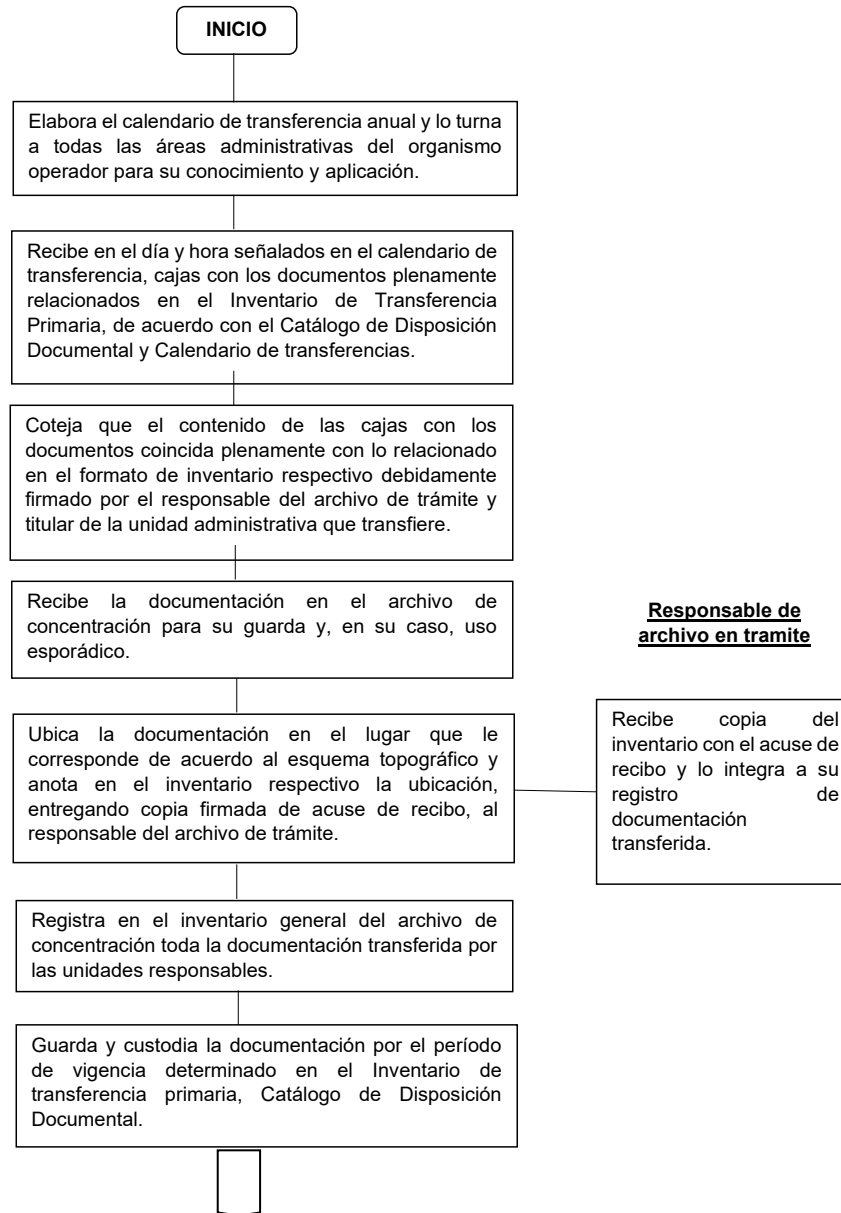 INICIO
Elabora el calendario de transferencia anual y lo turna
a todas las áreas administrativas del organismo
operador para su conocimiento y aplicación.
Recibe en el día y hora señalados en el calendario de
transferencia, cajas con los documentos plenamente
relacionados en el Inventario de Transferencia
Primaria, de acuerdo con el Catálogo de Disposición
Documental y Calendario de transferencias.
Coteja que el contenido de las cajas con los
documentos coincida plenamente con lo relacionado
en el formato de inventario respectivo debidamente
firmado por el responsable del archivo de trámite y
titular de la unidad administrativa que transfiere.
Recibe la documentación en el archivo de
concentración para su guarda y, en su caso, uso
esporádico.
Responsable de
archivo en tramite
Ubica la documentación en el lugar que le
corresponde de acuerdo al esquema topográfico y
anota en el inventario respectivo la ubicación,
entregando copia firmada de acuse de recibo, al
responsable del archivo de trámite.
Recibe copia del
inventario con el acuse de
recibo y lo integra a su
registro de
documentación
transferida.
Registra en el inventario general del archivo de
concentración toda la documentación transferida por
las unidades responsables.
Guarda y custodia la documentación por el período
de vigencia determinado en el Inventario de
transferencia primaria, Catálogo de Disposición
Documental.